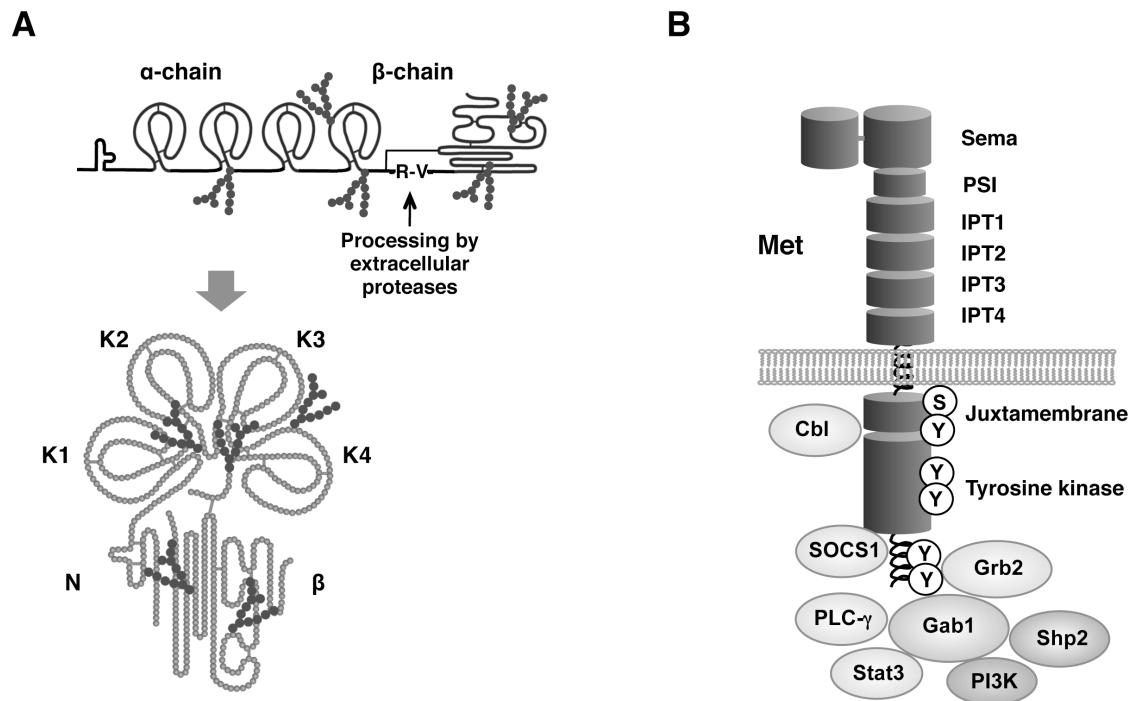 A
α-chain
β-chain
R-V
Processing by
extracellular
proteases
K2
K3
K1
K4
N
β
B
Sema
PSI
IPT1
Met
IPT2
IPT3
IPT4
S
Juxtamembrane
Cbl
Y
Y
Tyrosine kinase
Y
SOCS1
Y
Grb2
Y
PLC-γ
Gab1
Shp2
Stat3
PI3K